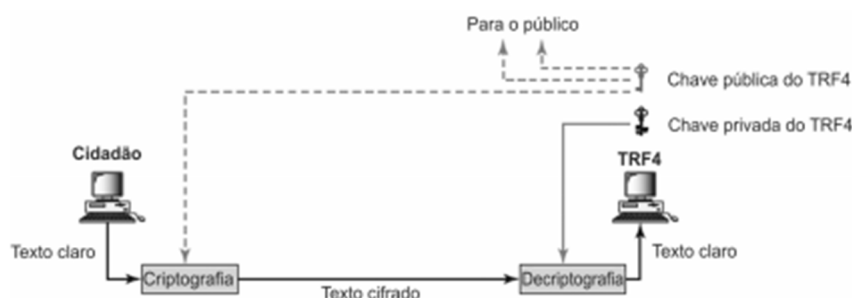 Para o público
Chave pública do TRF4
Chave privada do TRF4
Cidadão
TRF4
Texto claro
Texto claro
Criptografia
Decriptografia
Texto cifrado